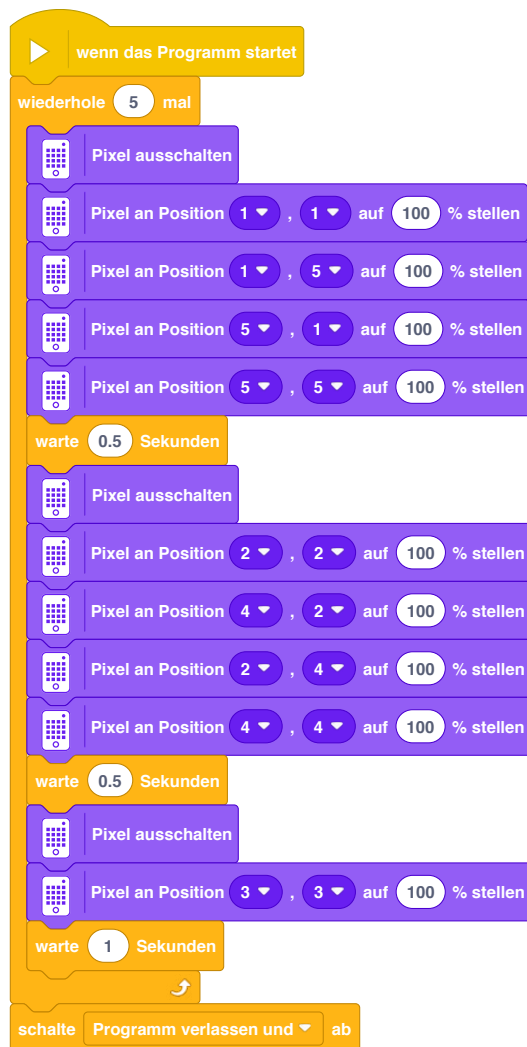 wenn das Programm startet
wiederhole 5 mal
Pixel ausschalten
Pixel an Position 1 , 1 auf 100 % stellen
Pixel an Position 1 , 5 auf 100 % stellen
Pixel an Position 5 , 1 auf 100 % stellen
Pixel an Position 5 , 5 auf 100 % stellen
warte 0.5 Sekunden
Pixel ausschalten
Pixel an Position 2 , 2 auf 100 % stellen
Pixel an Position 4 , 2 auf 100 % stellen
Pixel an Position 2 , 4 auf 100 % stellen
Pixel an Position 4 , 4 auf 100 % stellen
warte 0.5 Sekunden
Pixel ausschalten
Pixel an Position 3 , 3 auf 100 % stellen
warte 1 Sekunden
schalte Programm verlassen und ab